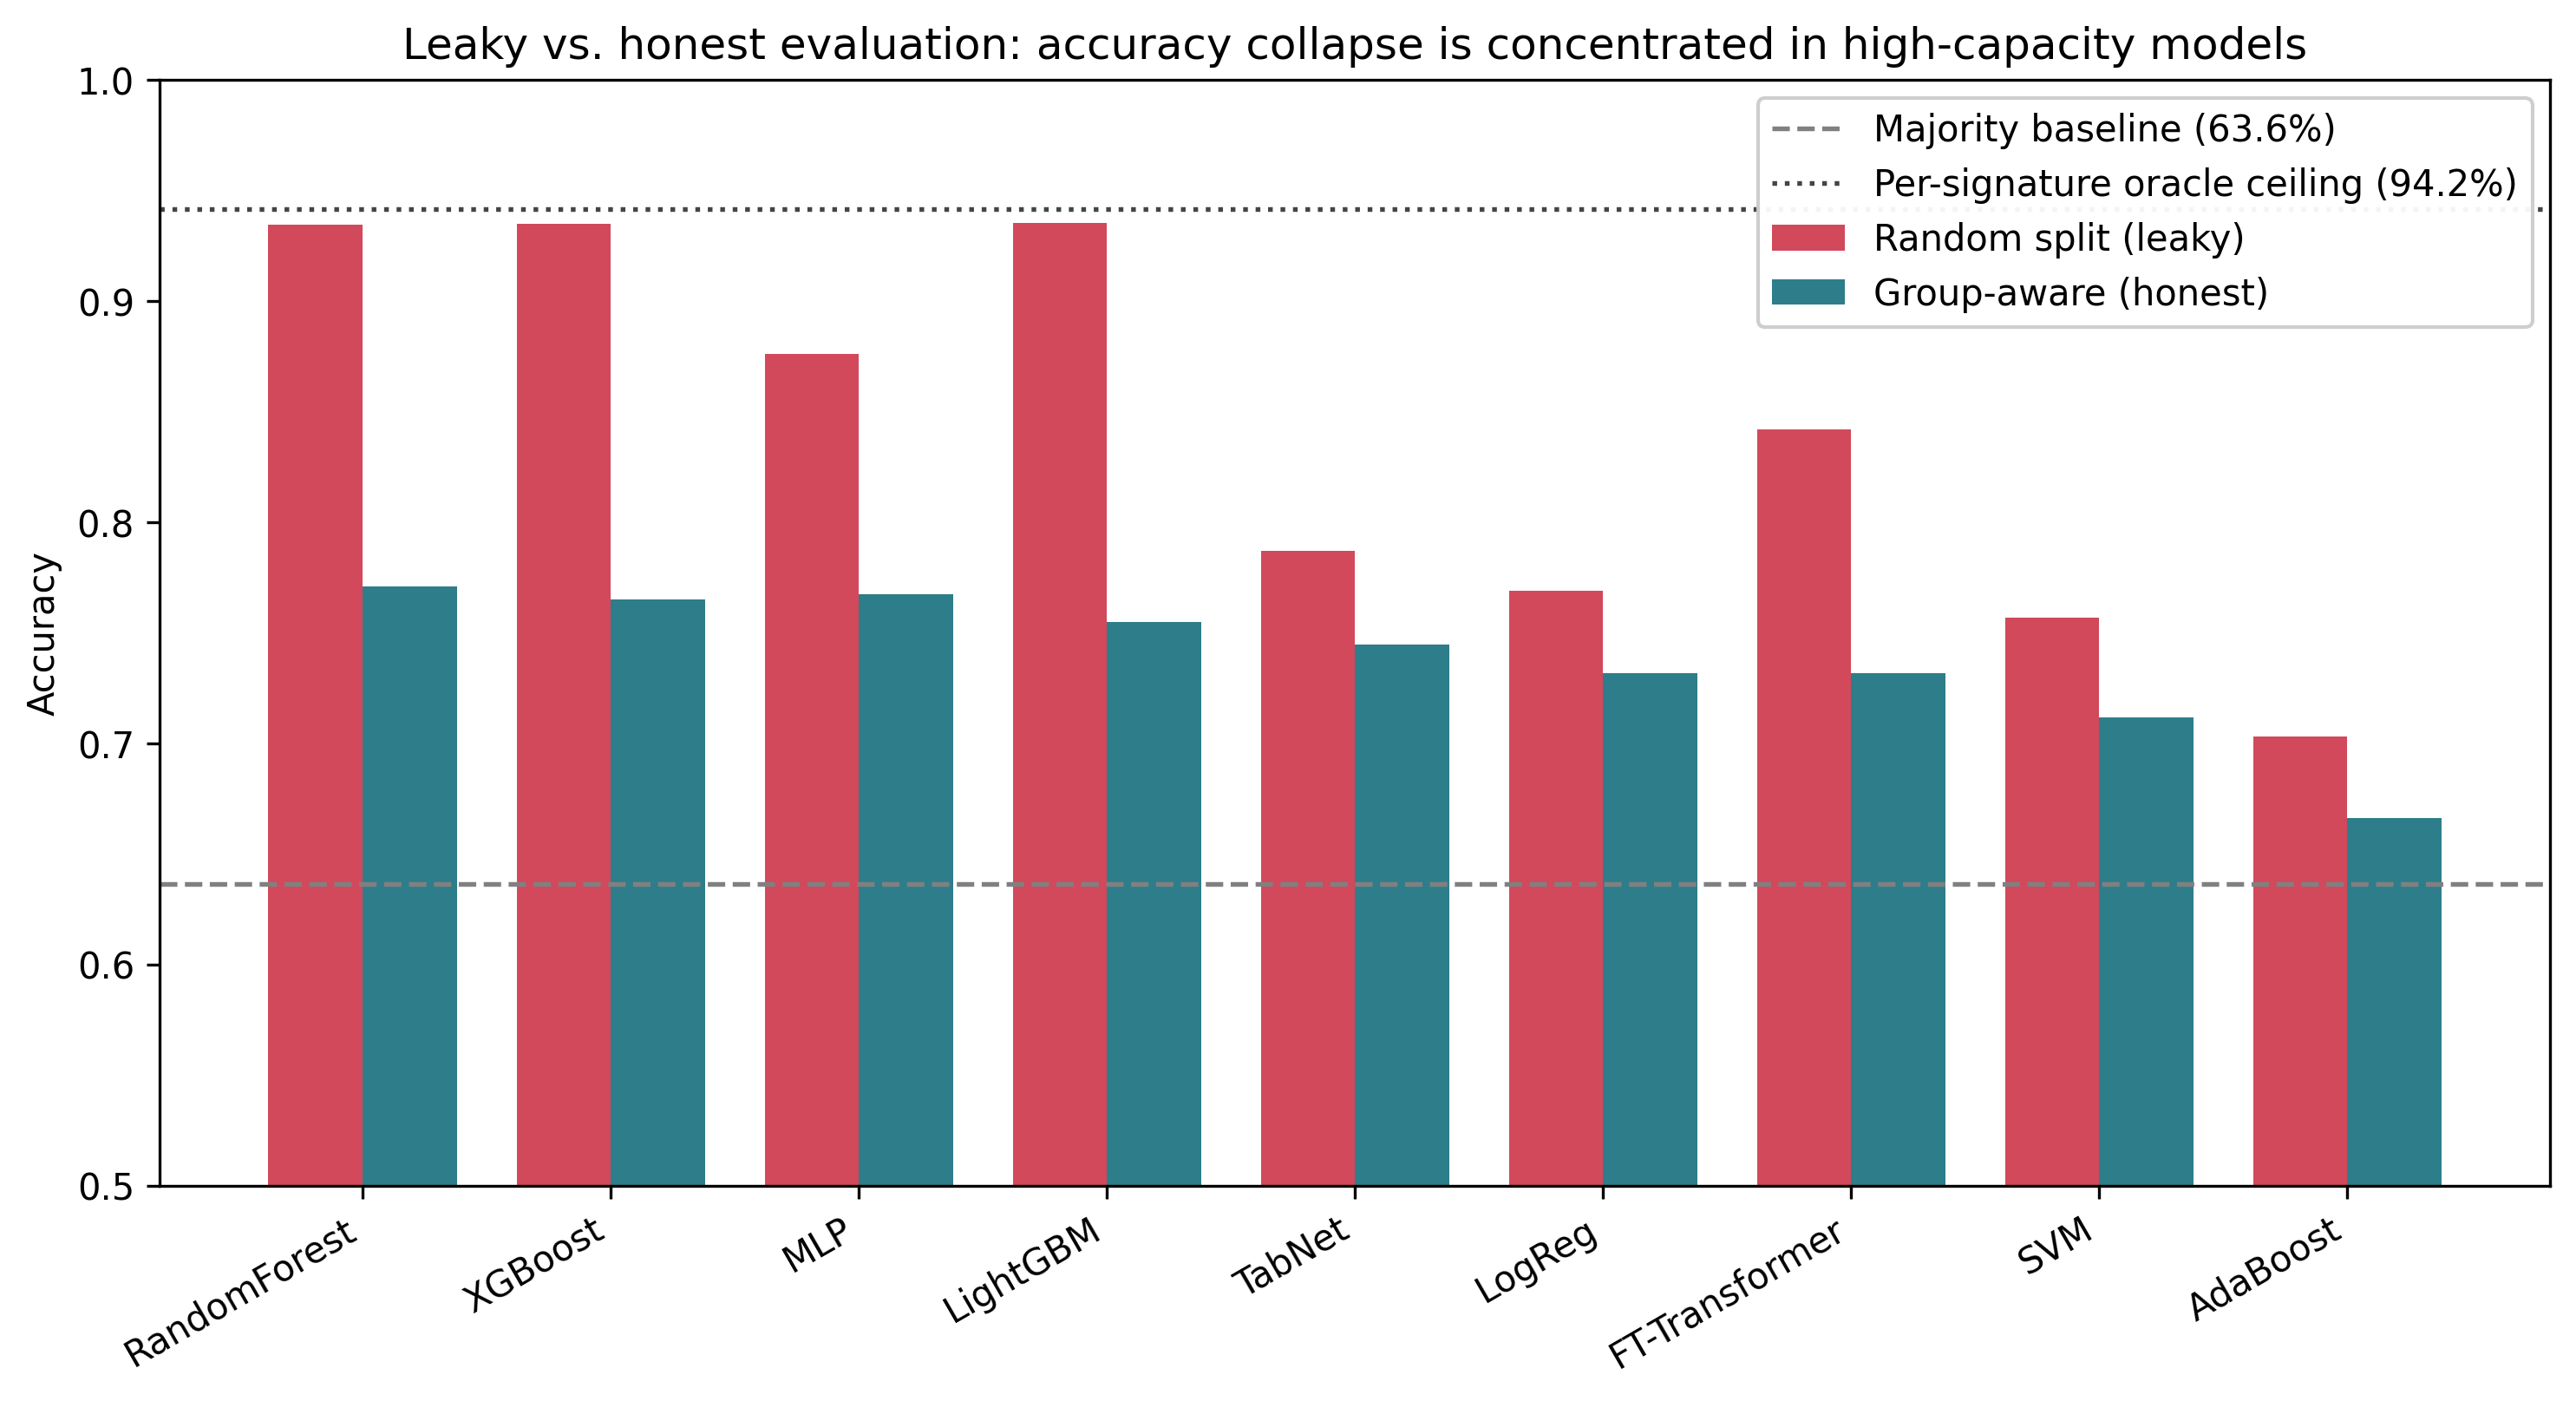 Leaky vs. honest evaluation: accuracy collapse is concentrated in high-capacity models
Accuracy
1.0
0.9
0.8
0.7
0.6
0.5
Majority baseline (63.6%)
Per-signature oracle ceiling (94.2%)
Random split (leaky)
Group-aware (honest)
RandomForest
XGBoost
MLP
LightGBM
TabNet
LogReg
FT-Transformer
SVM
AdaBoost